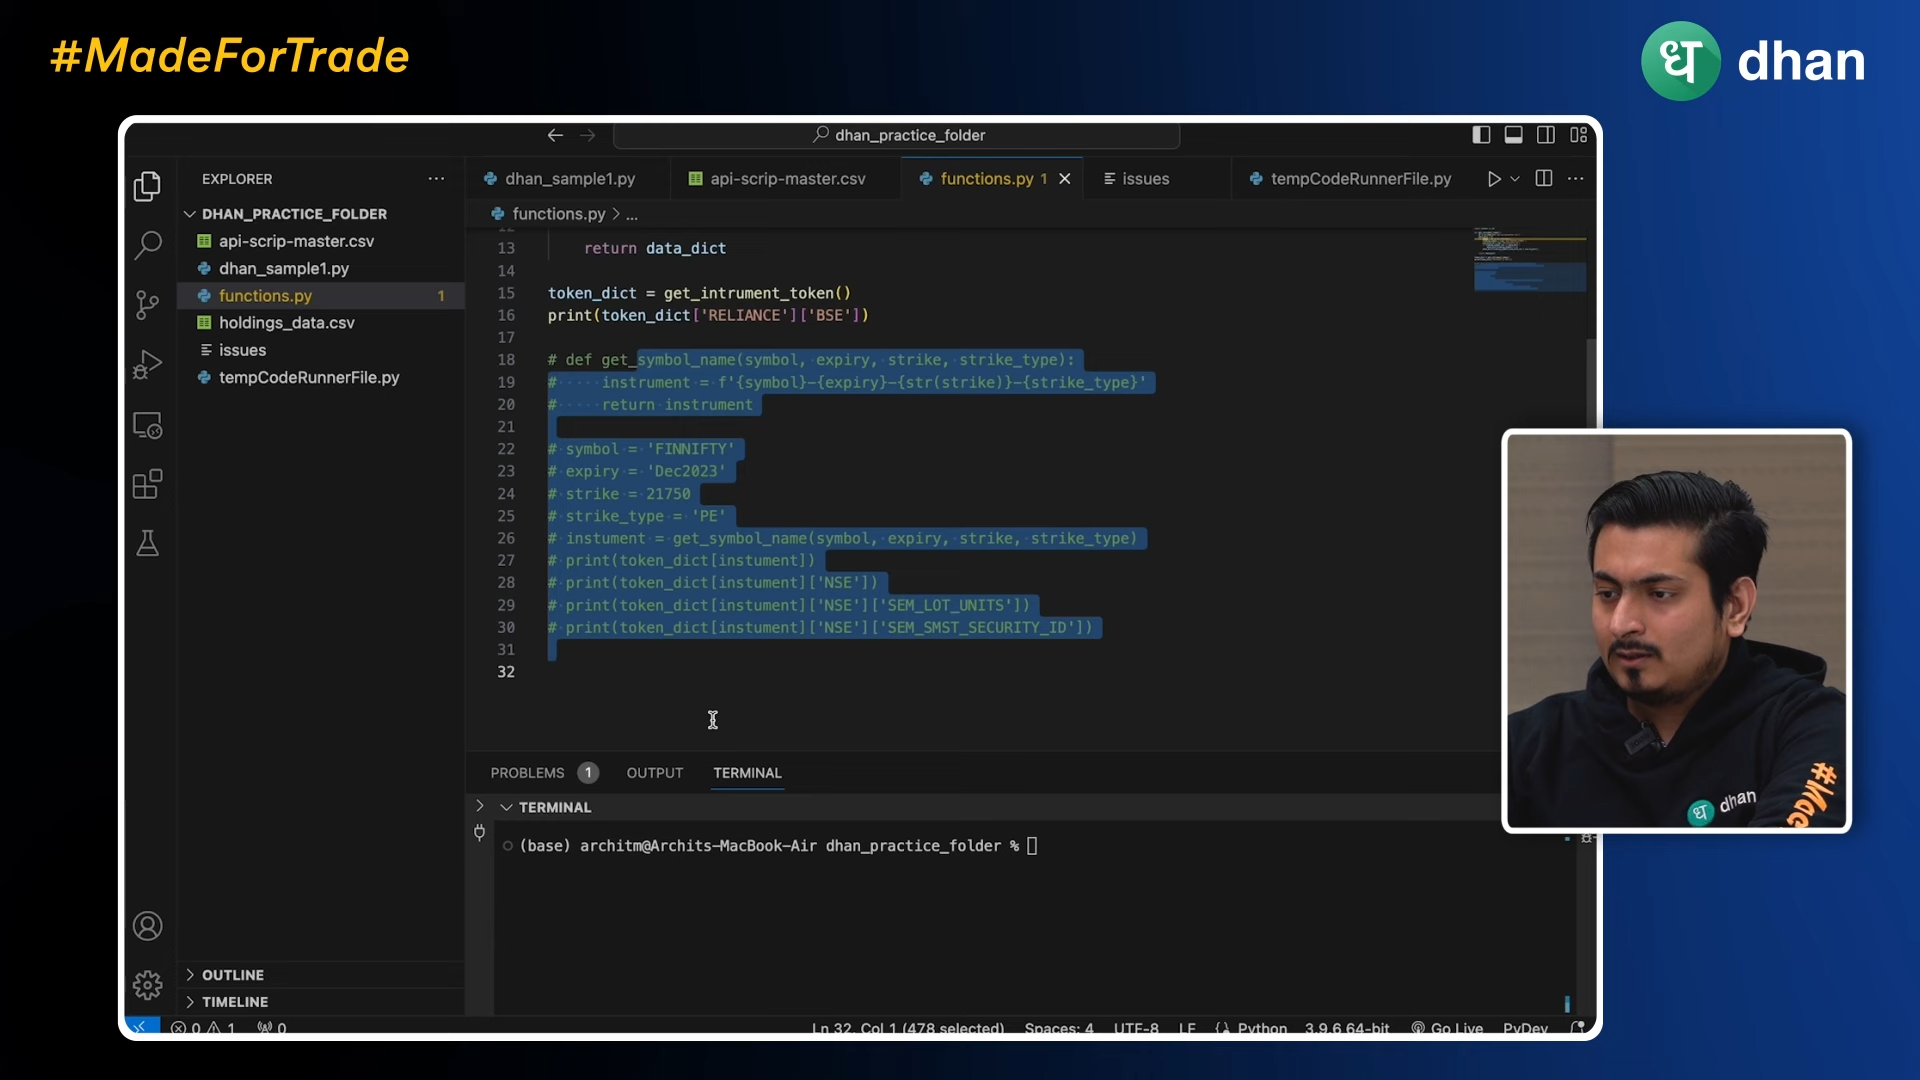 #MadeForTrade
ध dhan
dhan_practice_folder
EXPLORER
dhan_sample1.py
api-scrip-master.csv
functions.py 1
issues
tempCodeRunnerFile.py
DHAN_PRACTICE_FOLDER
functions.py > ...
api-scrip-master.csv
dhan_sample1.py
functions.py 1
holdings_data.csv
issues
tempCodeRunnerFile.py
12
13 return data_dict
14
15 token_dict = get_intrument_token()
16 print(token_dict['RELIANCE']['BSE'])
17
18 # def get_symbol_name(symbol, expiry, strike, strike_type):
19 # instrument = f'{symbol}-{expiry}-{str(strike)}-{strike_type}'
20 # return instrument
21
22 # symbol = 'FINNIFTY'
23 # expiry = 'Dec2023'
24 # strike = 21750
25 # strike_type = 'PE'
26 # instument = get_symbol_name(symbol, expiry, strike, strike_type)
27 # print(token_dict[instument])
28 # print(token_dict[instument]['NSE'])
29 # print(token_dict[instument]['NSE']['SEM_LOT_UNITS'])
30 # print(token_dict[instument]['NSE']['SEM_SMST_SECURITY_ID'])
31
32
PROBLEMS 1 OUTPUT TERMINAL
TERMINAL
(base) architm@Archits-MacBook-Air dhan_practice_folder %
OUTLINE
TIMELINE
0 1 0 Ln 32, Col 1 (478 selected) Spaces: 4 UTF-8 LF Python 3.9.6 64-bit Go Live PyDev
ध dhan